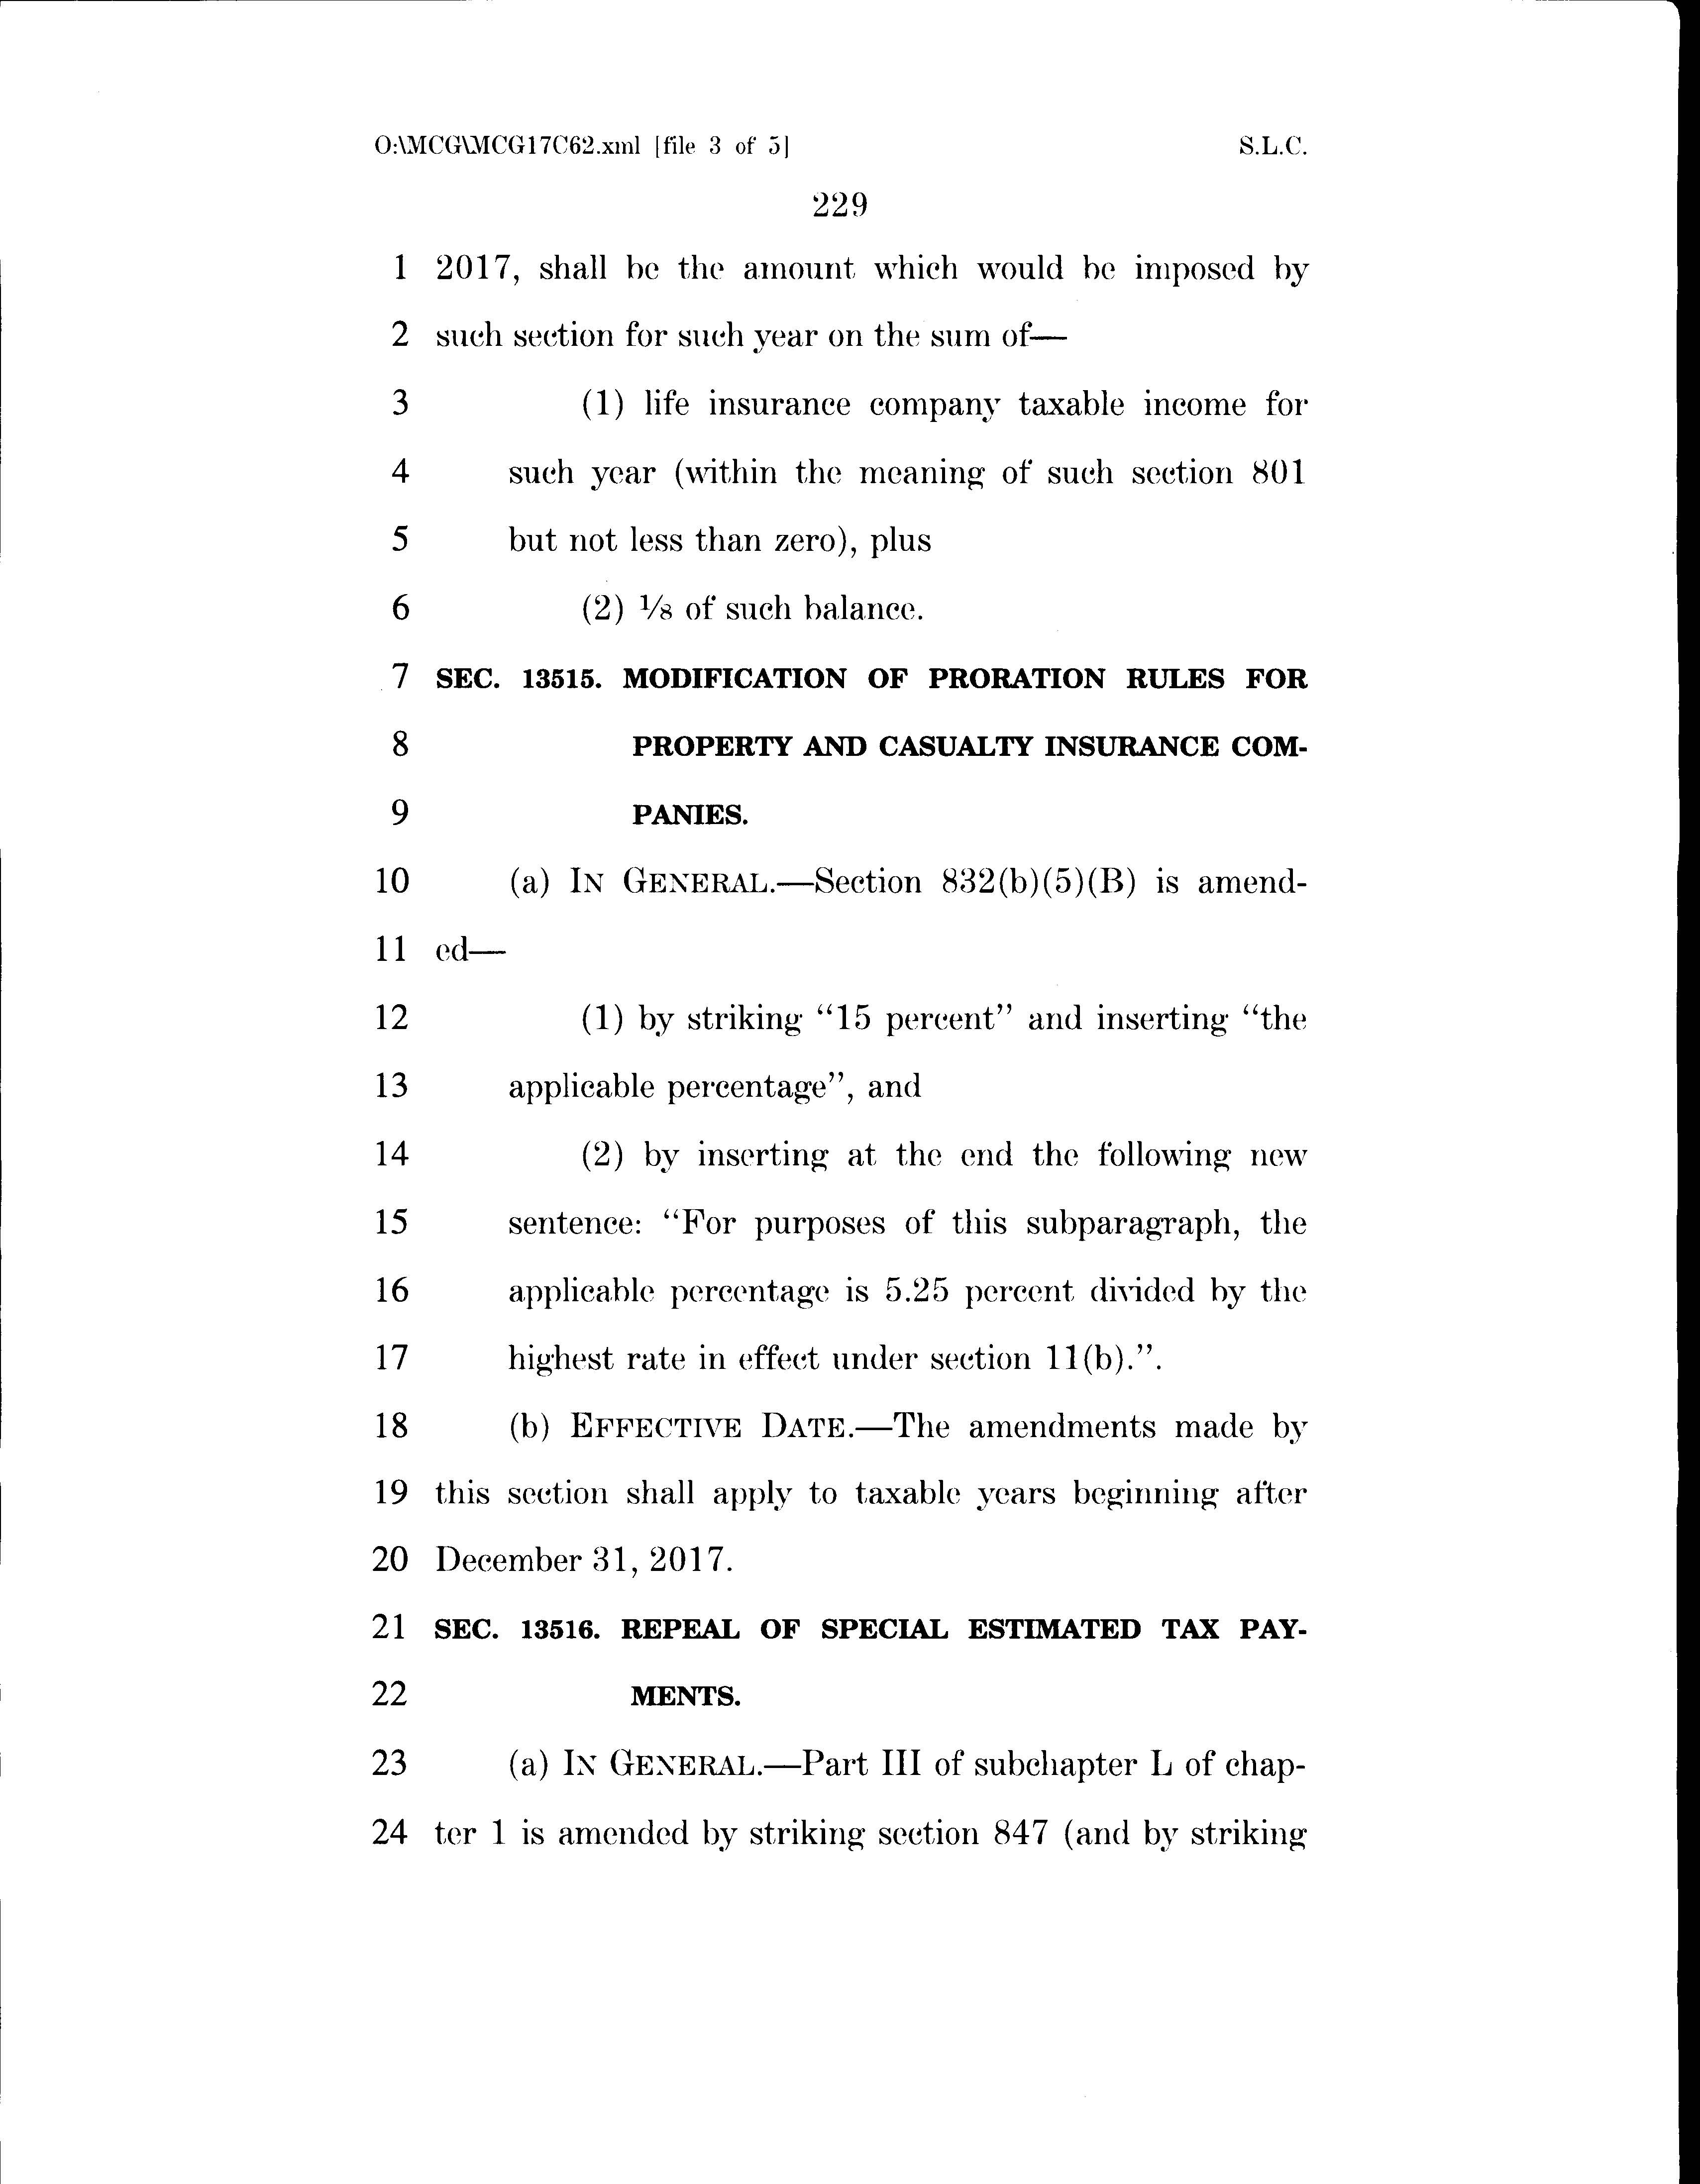 O:\MCG\MCG17C62.xml [file 3 of 5] S.L.C.
229
1 2017, shall be the amount which would be imposed by
2 such section for such year on the sum of—
3 (1) life insurance company taxable income for
4 such year (within the meaning of such section 801
5 but not less than zero), plus
6 (2) ⅛ of such balance.
7 SEC. 13515. MODIFICATION OF PRORATION RULES FOR
8 PROPERTY AND CASUALTY INSURANCE COM-
9 PANIES.
10 (a) IN GENERAL.—Section 832(b)(5)(B) is amend-
11 ed—
12 (1) by striking “15 percent” and inserting “the
13 applicable percentage”, and
14 (2) by inserting at the end the following new
15 sentence: “For purposes of this subparagraph, the
16 applicable percentage is 5.25 percent divided by the
17 highest rate in effect under section 11(b).”.
18 (b) EFFECTIVE DATE.—The amendments made by
19 this section shall apply to taxable years beginning after
20 December 31, 2017.
21 SEC. 13516. REPEAL OF SPECIAL ESTIMATED TAX PAY-
22 MENTS.
23 (a) IN GENERAL.—Part III of subchapter L of chap-
24 ter 1 is amended by striking section 847 (and by striking